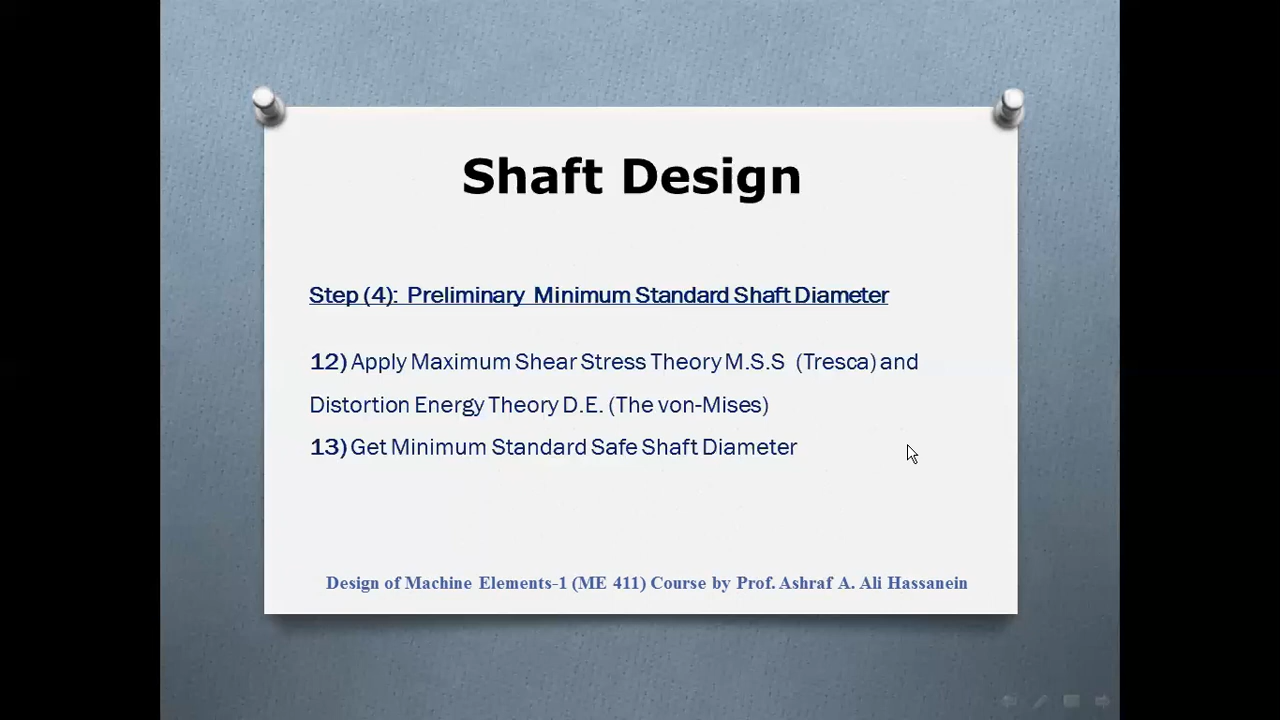 Shaft Design
Step (4): Preliminary Minimum Standard Shaft Diameter
12) Apply Maximum Shear Stress Theory M.S.S (Tresca) and
Distortion Energy Theory D.E. (The von-Mises)
13) Get Minimum Standard Safe Shaft Diameter
Design of Machine Elements-1 (ME 411) Course by Prof. Ashraf A. Ali Hassanein